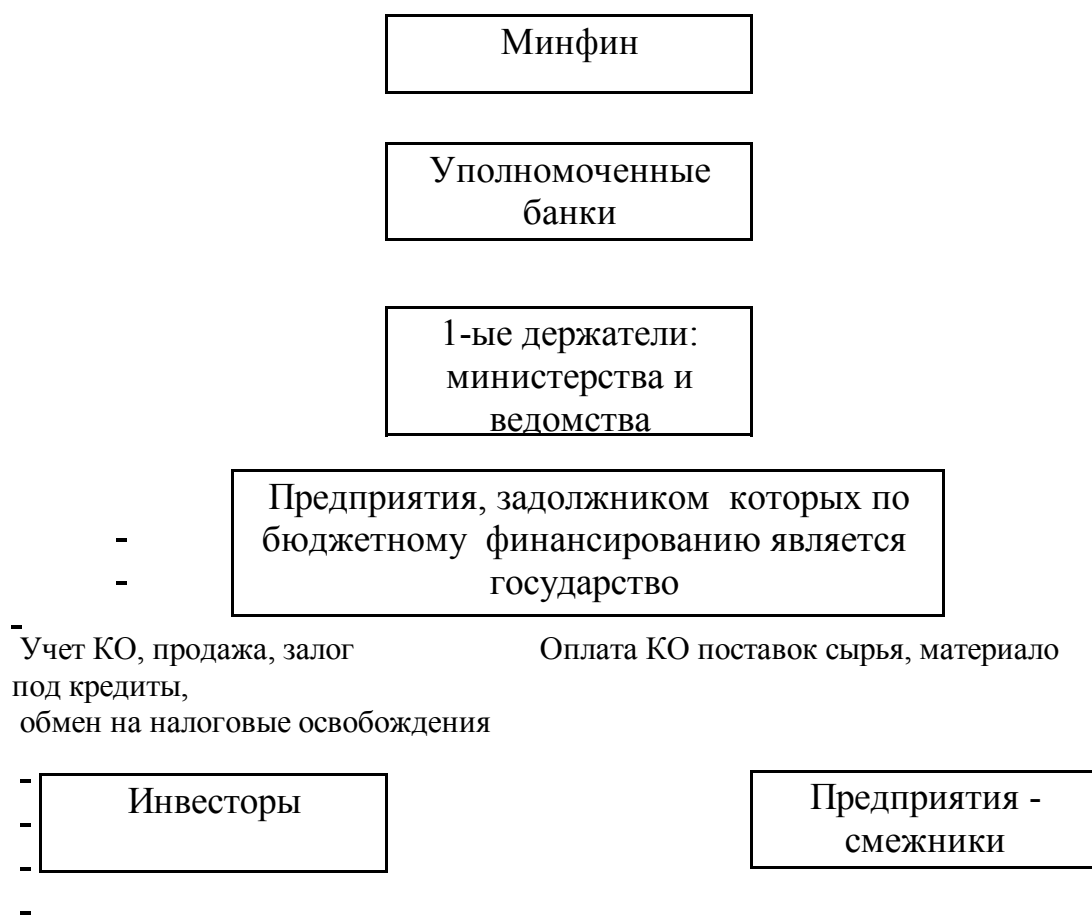 Минфин
Уполномоченные
банки
1-ые держатели:
министерства и
ведомства
Предприятия, задолжником которых по
- бюджетному финансированию является
- государство
-
Учет КО, продажа, залог Оплата КО поставок сырья, материало
под кредиты,
обмен на налоговые освобождения
-
Инвесторы Предприятия -
- смежники
-
-